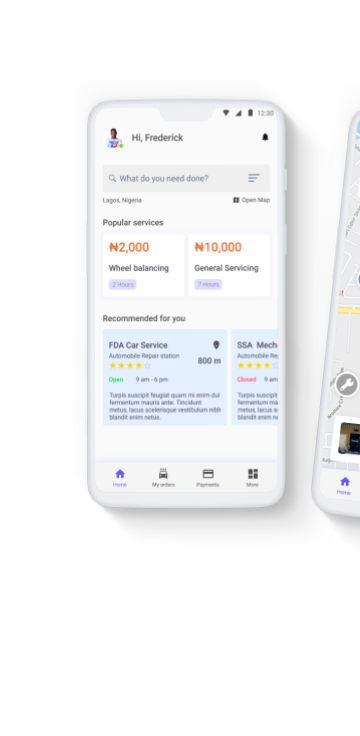 12:30
Hi, Frederick
What do you need done?
Lagos, Nigeria
Open Map
Popular services
₦2,000
Wheel balancing
2 Hours
₦10,000
General Servicing
7 Hours
Recommended for you
FDA Car Service
Automobile Repair station
800 m
Open 9 am - 6 pm
Turpis suscipit feugiat quam mi enim dui
fermentum mauris ante. Tincidunt
metus, lacus scelerisque vestibulum nibh
blandit enim netus.
SSA Mech
Automobile Re
Closed 9 am
Turpis suscipit
fermentum ma
metus, lacus s
blandit enim n
Home
My orders
Payments
More
Home